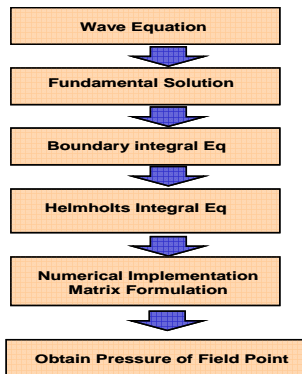 Wave Equation
Fundamental Solution
Boundary integral Eq
Helmholts Integral Eq
Numerical Implementation
Matrix Formulation
Obtain Pressure of Field Point